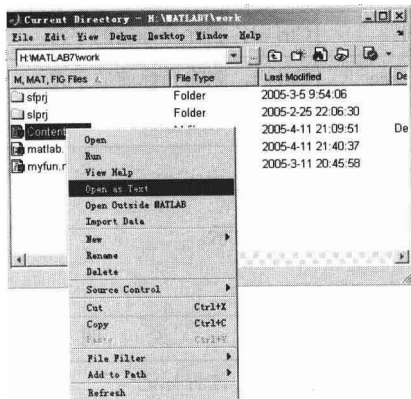 Current Directory - H:\MATLAB7\work
File Edit View Debug Desktop Window Help
H:\MATLAB7\work
M, MAT, FIG Files File Type Last Modified De
sfprj Folder 2005-3-5 9:54:06
slprj Folder 2005-2-25 22:06:30
Content 2005-4-11 21:09:51 De
matlab. 2005-4-11 21:40:37
myfun.r 2005-3-11 20:45:58
Open
Run
View Help
Open as Text
Open Outside MATLAB
Import Data
New
Rename
Delete
Source Control
Cut Ctrl+X
Copy Ctrl+C
Paste Ctrl+V
File Filter
Add to Path
Refresh